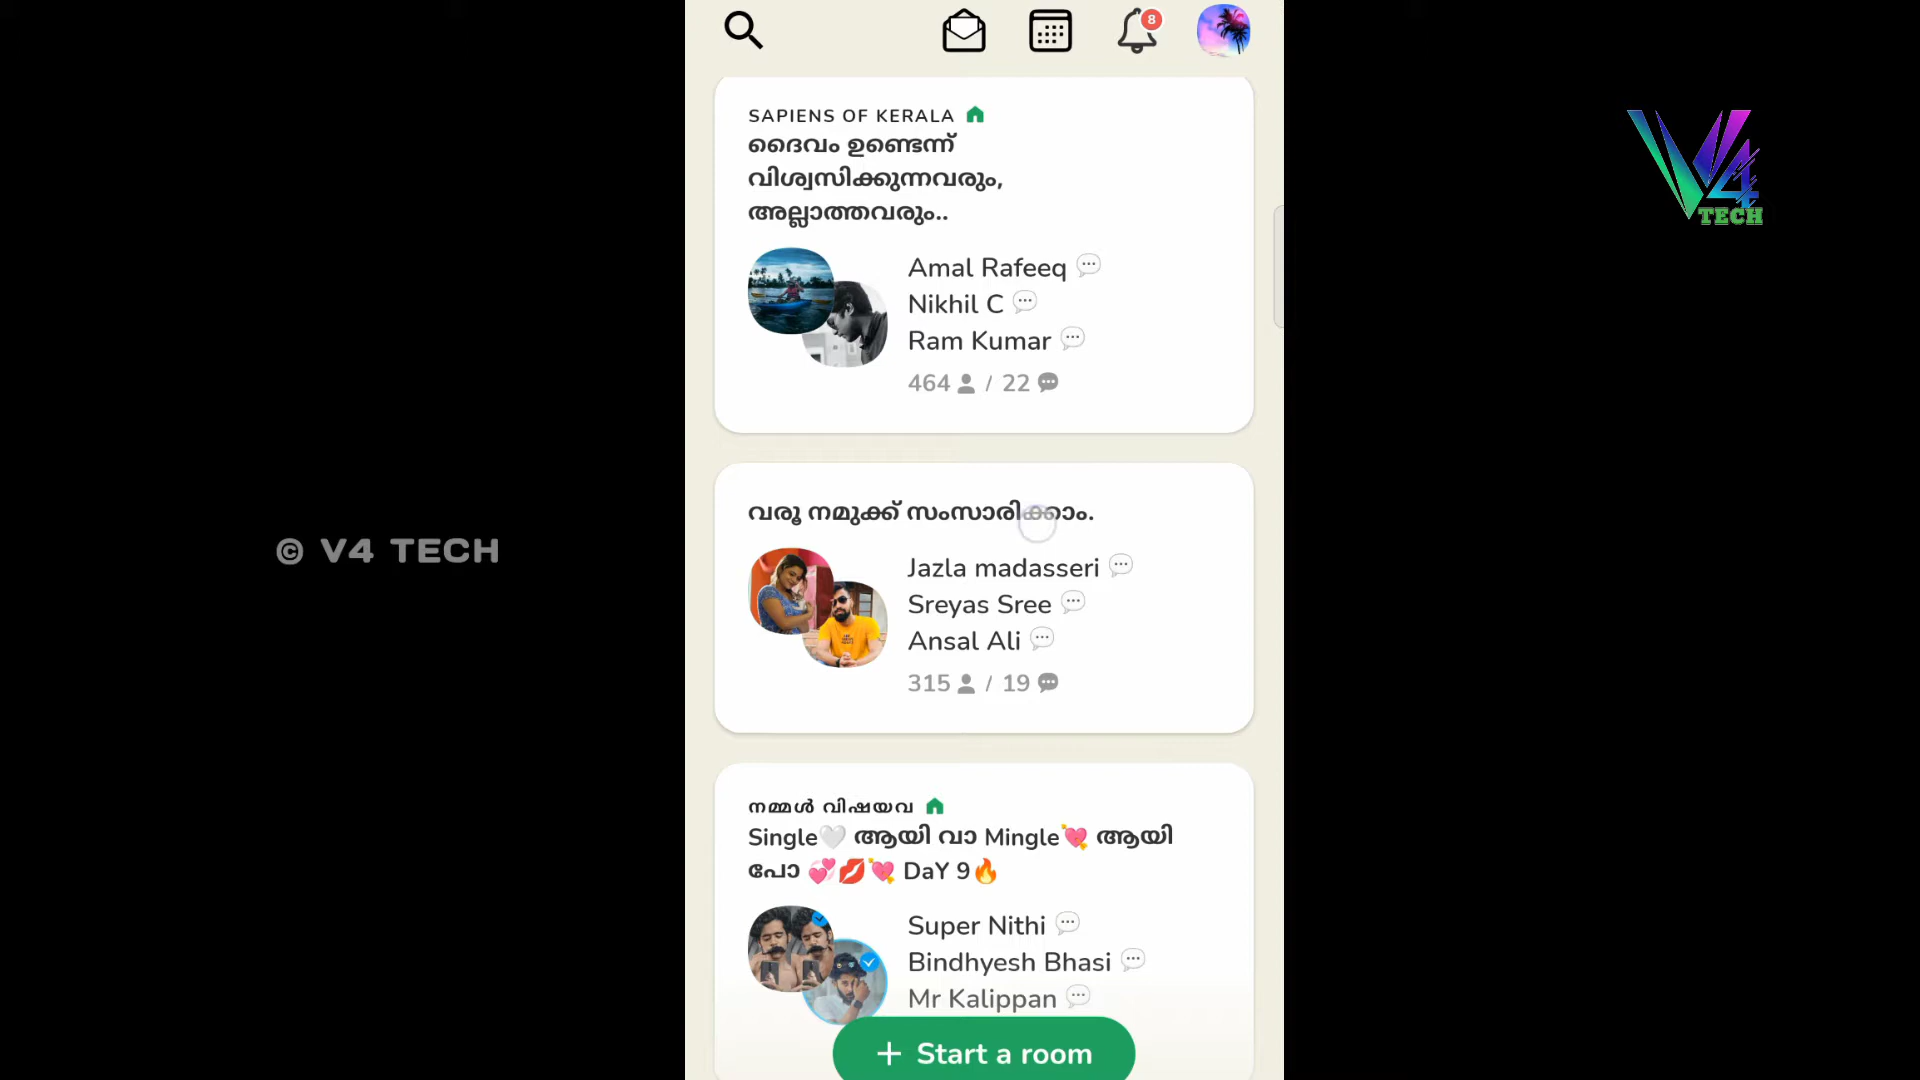 8
SAPIENS OF KERALA
ദൈവം ഉണ്ടെന്ന്
വിശ്വസിക്കുന്നവരും,
അല്ലാത്തവരും..
Amal Rafeeq
Nikhil C
Ram Kumar
464 / 22
വരൂ നമുക്ക് സംസാരിക്കാം.
Jazla madasseri
Sreyas Sree
Ansal Ali
315 / 19
നമ്മൾ വിഷയവ
Single🤍 ആയി വാ Mingle💘 ആയി
പോ 💞💋💘 DaY 9🔥
Super Nithi
Bindhyesh Bhasi
Mr Kalippan
+ Start a room
© V4 TECH
V4
TECH